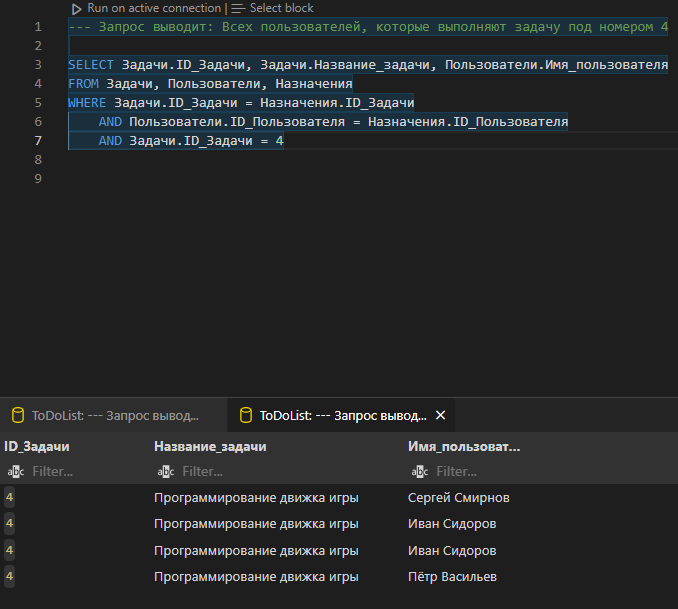 Run on active connection | Select block
1 --- Запрос выводит: Всех пользователей, которые выполняют задачу под номером 4
2
3 SELECT Задачи.ID_Задачи, Задачи.Название_задачи, Пользователи.Имя_пользователя
4 FROM Задачи, Пользователи, Назначения
5 WHERE Задачи.ID_Задачи = Назначения.ID_Задачи
6 AND Пользователи.ID_Пользователя = Назначения.ID_Пользователя
7 AND Задачи.ID_Задачи = 4
8
9
ToDoList: --- Запрос вывод... ToDoList: --- Запрос вывод...
ID_Задачи Название_задачи Имя_пользоват...
abc Filter... abc Filter... abc Filter...
4 Программирование движка игры Сергей Смирнов
4 Программирование движка игры Иван Сидоров
4 Программирование движка игры Иван Сидоров
4 Программирование движка игры Пётр Васильев